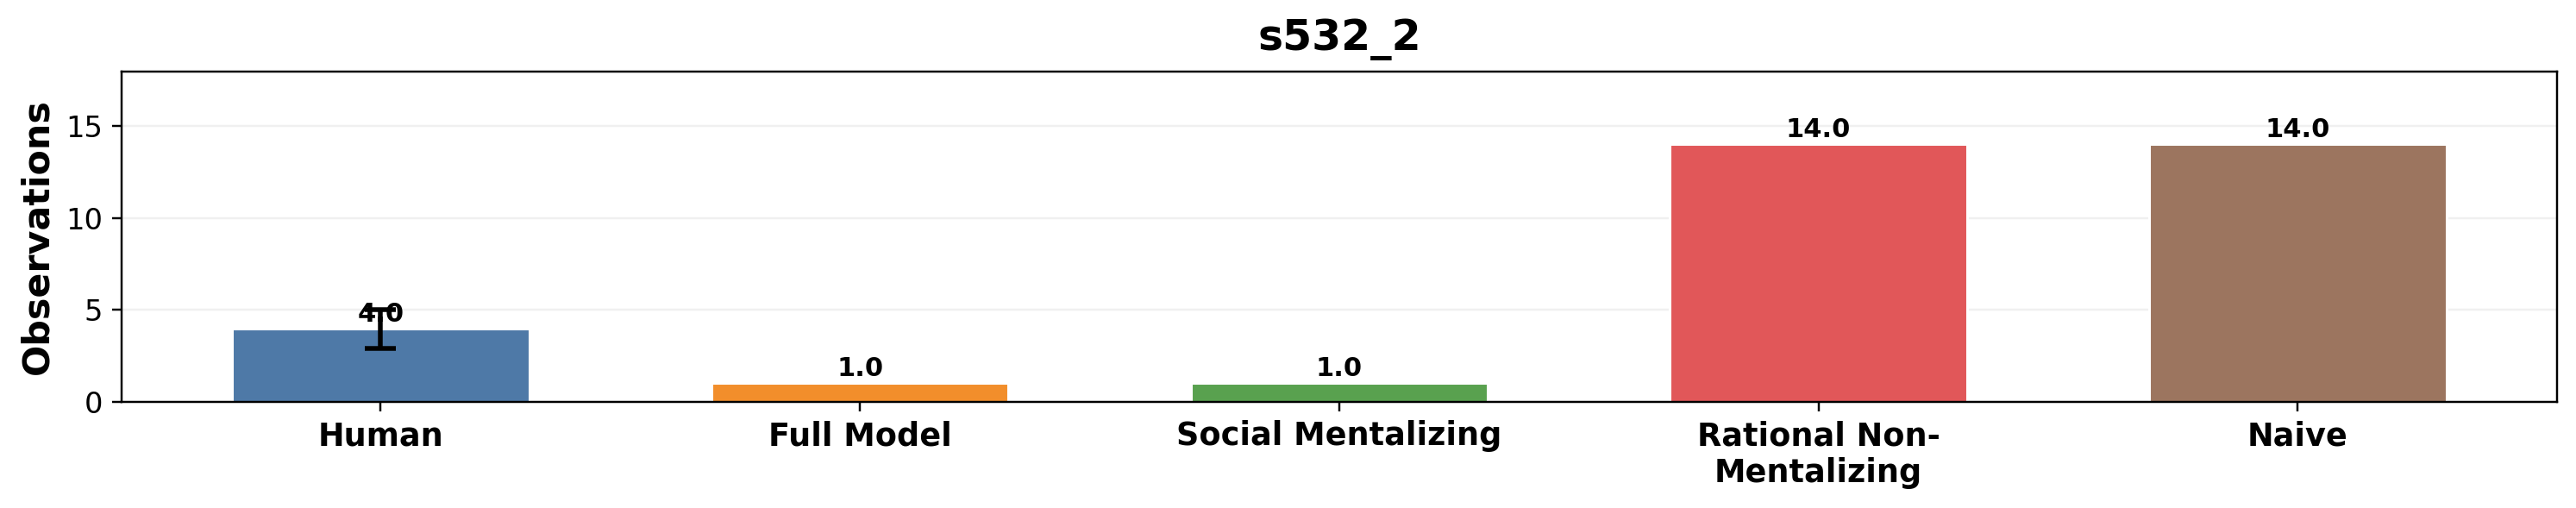 s532_2
Observations
15
10
5
0
4.0
1.0
1.0
14.0
14.0
Human
Full Model
Social Mentalizing
Rational Non-
Mentalizing
Naive